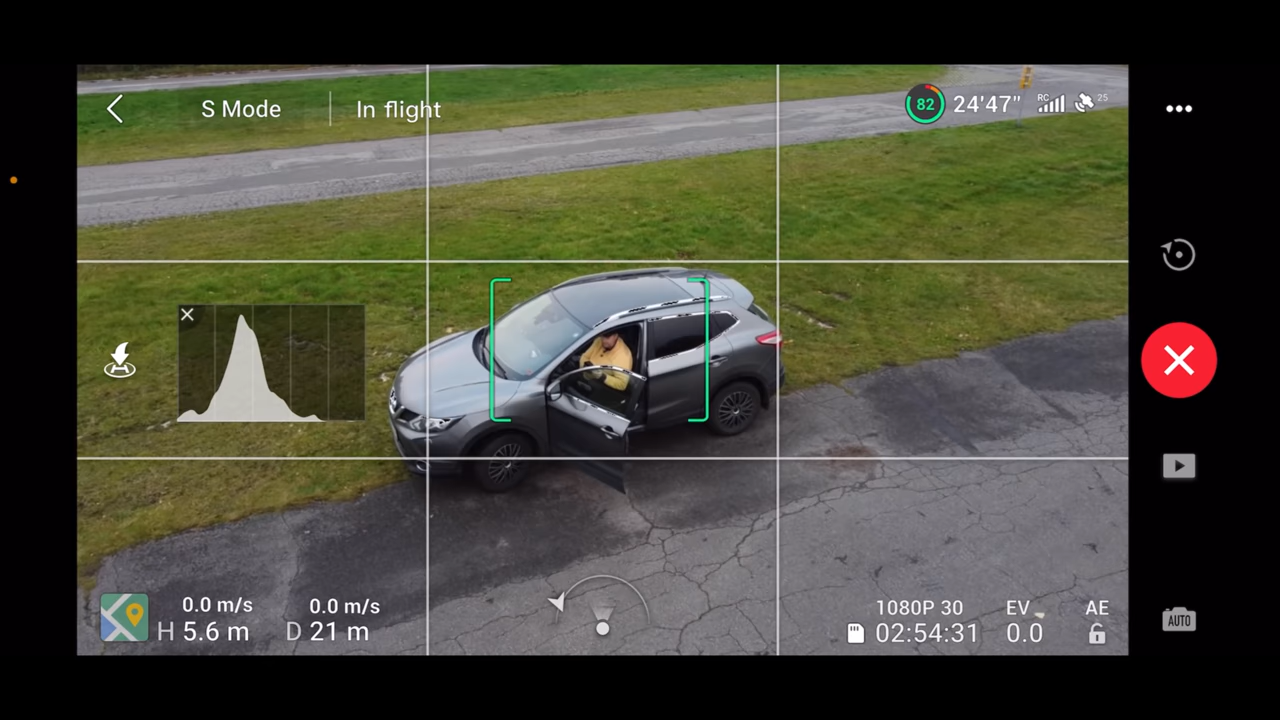 S Mode
In flight
82
24'47"
RC
25
0.0 m/s
0.0 m/s
H 5.6 m
D 21 m
1080P 30
02:54:31
EV
0.0
AE
AUTO